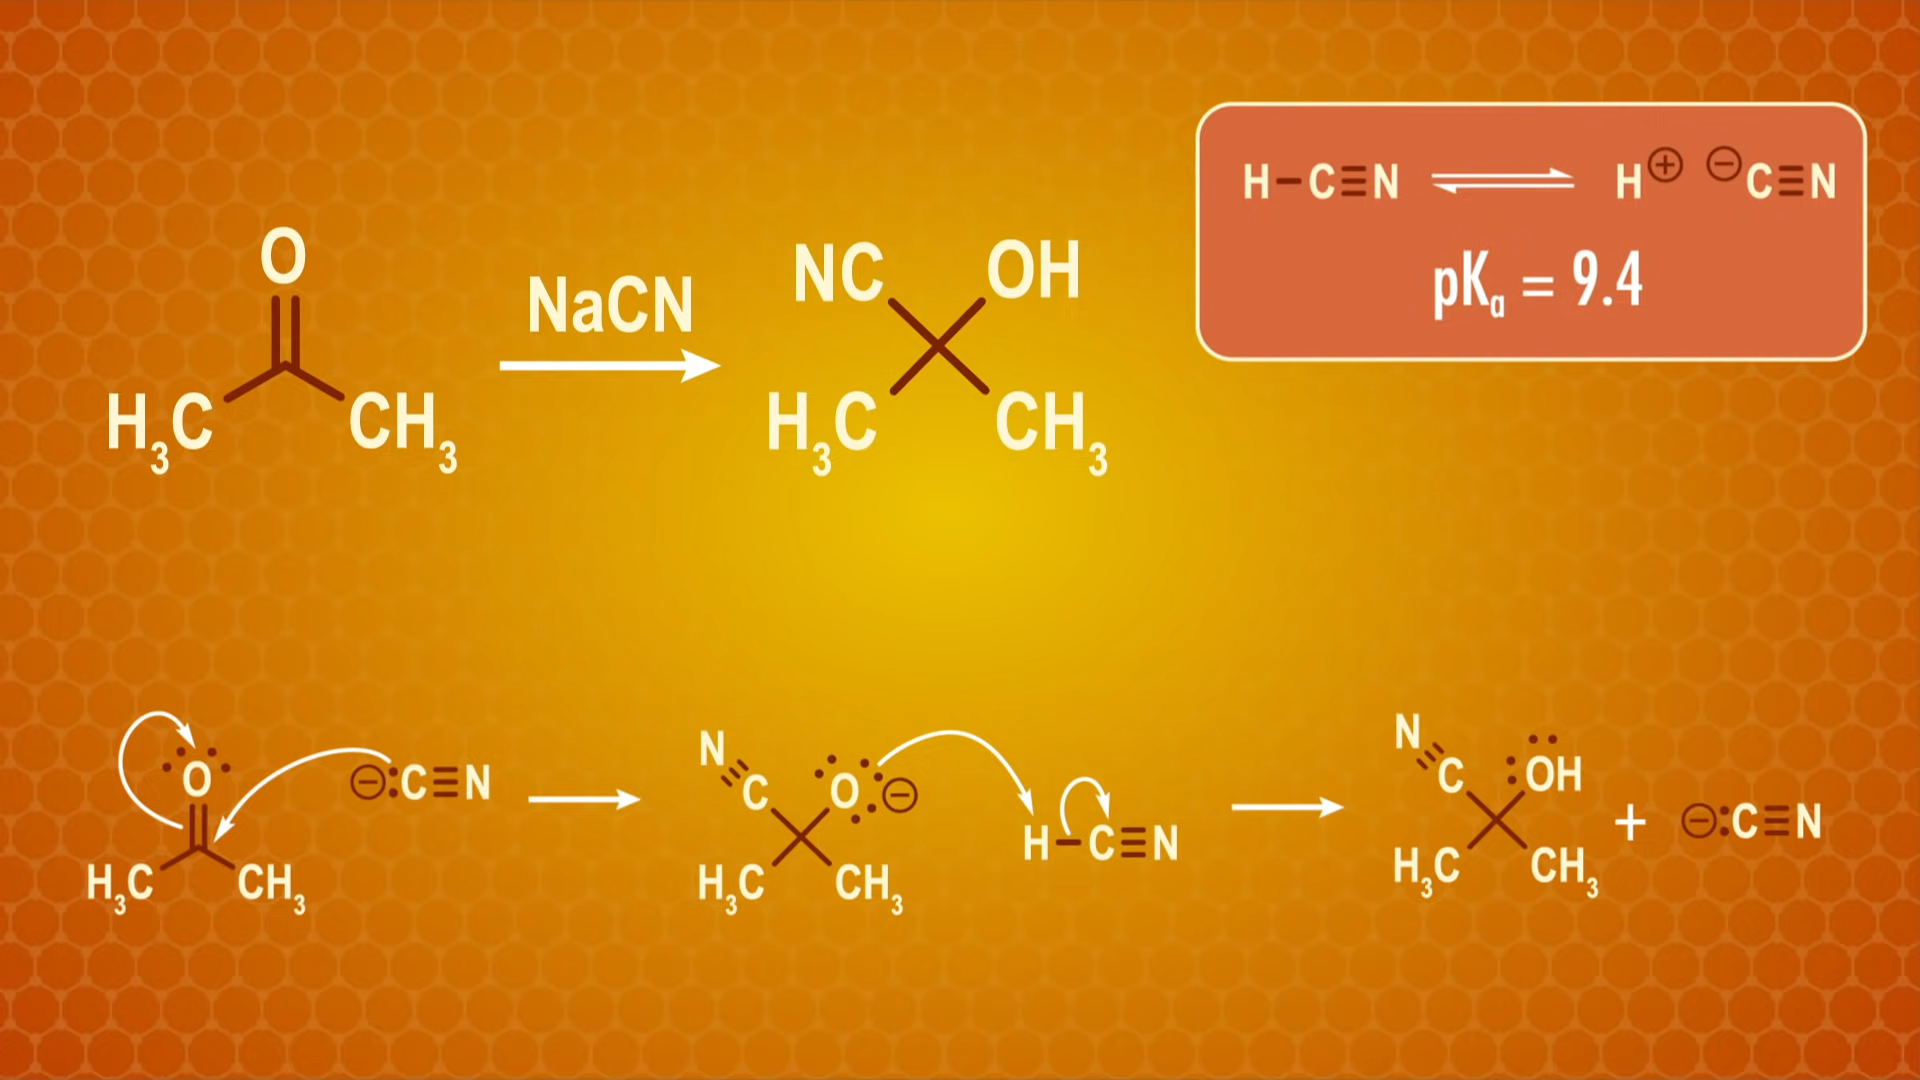 H–C≡N ⇌ H⊕ ⊖C≡N
pKa = 9.4
O
H3C CH3
NaCN
NC OH
H3C CH3
O
H3C CH3
⊖:C≡N
N
C O ⊖
H3C CH3
H–C≡N
N
C OH
H3C CH3
+ ⊖:C≡N